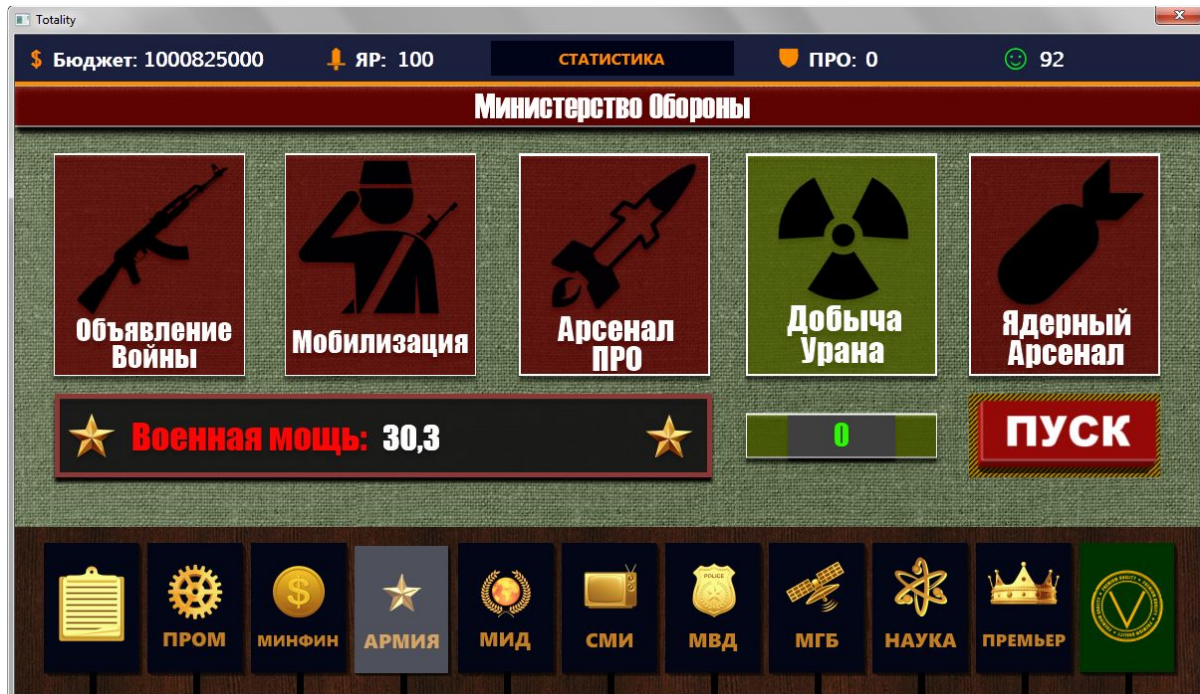 Totality
Бюджет: 1000825000
ЯР: 100
СТАТИСТИКА
ПРО: 0
92
Министерство Обороны
Объявление
Войны
Мобилизация
Арсенал
ПРО
Добыча
Урана
Ядерный
Арсенал
Военная мощь: 30,3
0
ПУСК
ПРОМ
МИНФИН
АРМИЯ
МИД
СМИ
POLICE
МВД
МГБ
НАУКА
ПРЕМЬЕР